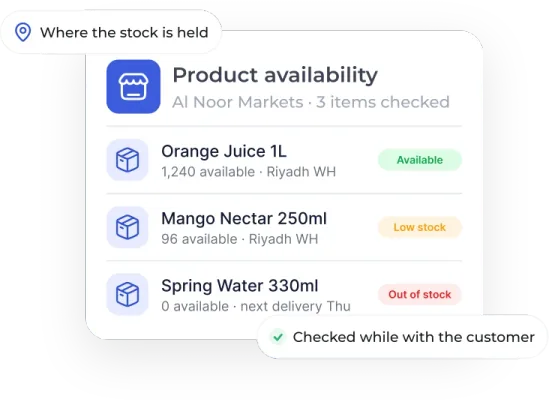 Where the stock is held
Product availability
Al Noor Markets · 3 items checked
Orange Juice 1L
1,240 available · Riyadh WH
Available
Mango Nectar 250ml
96 available · Riyadh WH
Low stock
Spring Water 330ml
0 available · next delivery Thu
Out of stock
Checked while with the customer